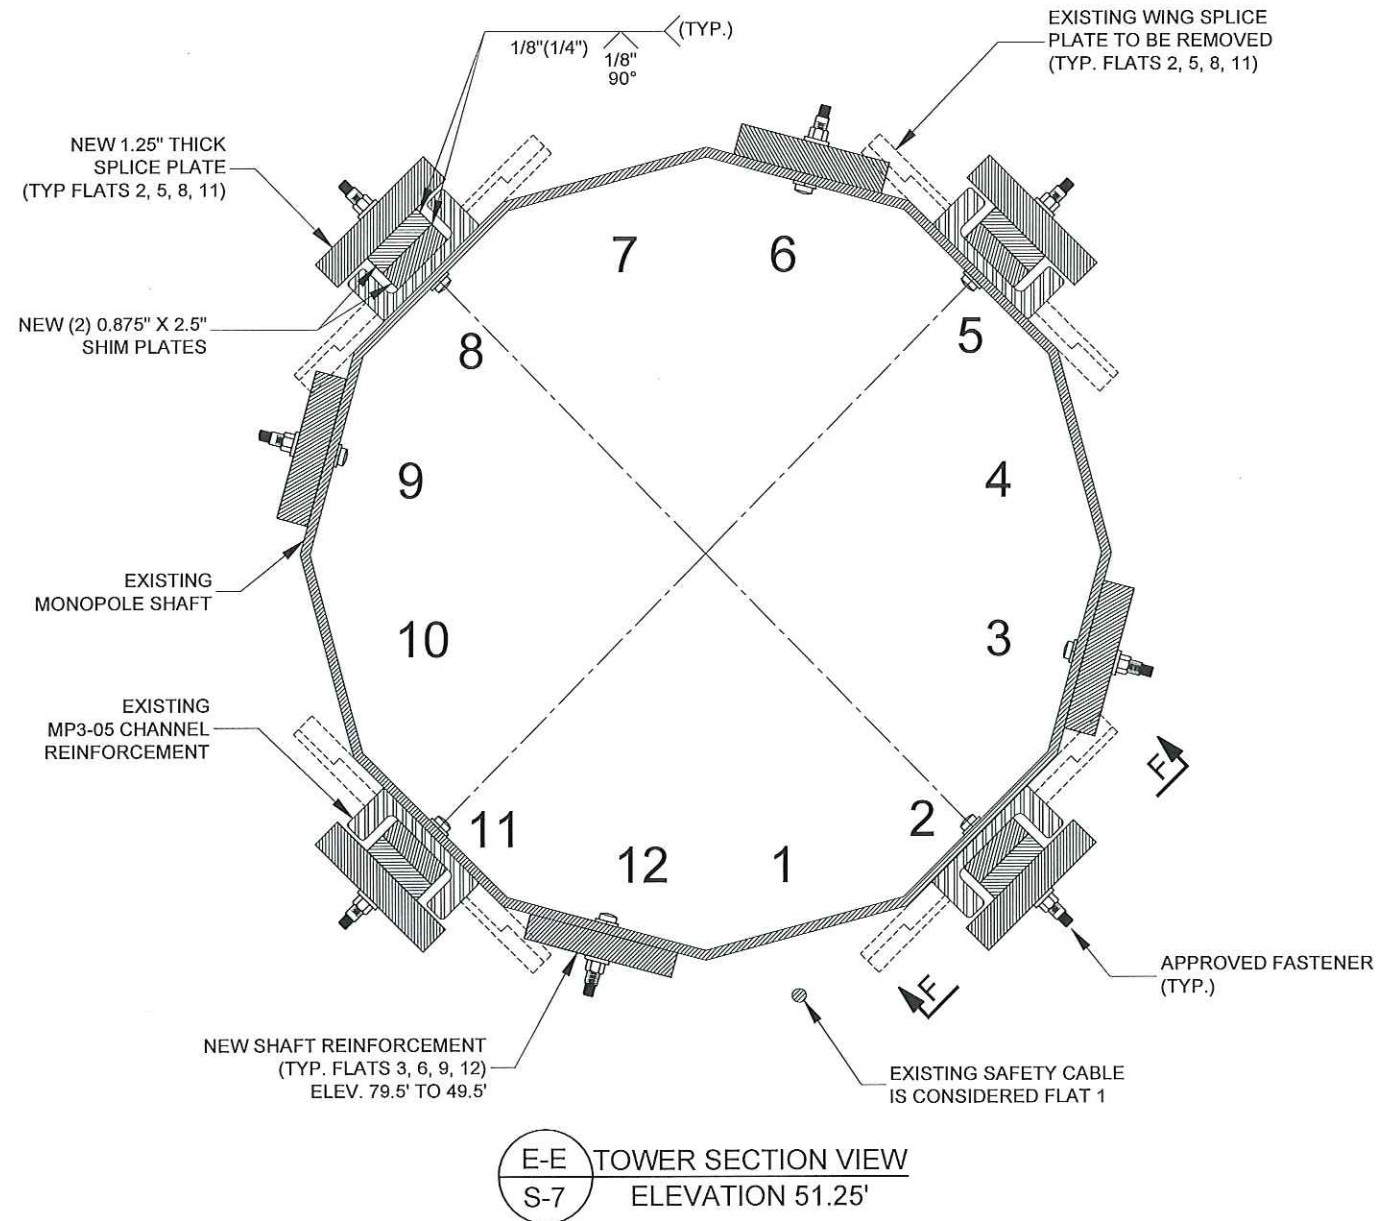 (TYP.)
1/8"(1/4")
1/8"
90°
EXISTING WING SPLICE
PLATE TO BE REMOVED
(TYP. FLATS 2, 5, 8, 11)
NEW 1.25" THICK
SPLICE PLATE
(TYP FLATS 2, 5, 8, 11)
7
6
NEW (2) 0.875" X 2.5"
SHIM PLATES
8
5
9
4
EXISTING
MONOPOLE SHAFT
10
3
EXISTING
MP3-05 CHANNEL
REINFORCEMENT
F
11
2
12
1
F
APPROVED FASTENER
(TYP.)
NEW SHAFT REINFORCEMENT
(TYP. FLATS 3, 6, 9, 12)
ELEV. 79.5' TO 49.5'
EXISTING SAFETY CABLE
IS CONSIDERED FLAT 1
E-E TOWER SECTION VIEW
S-7 ELEVATION 51.25'